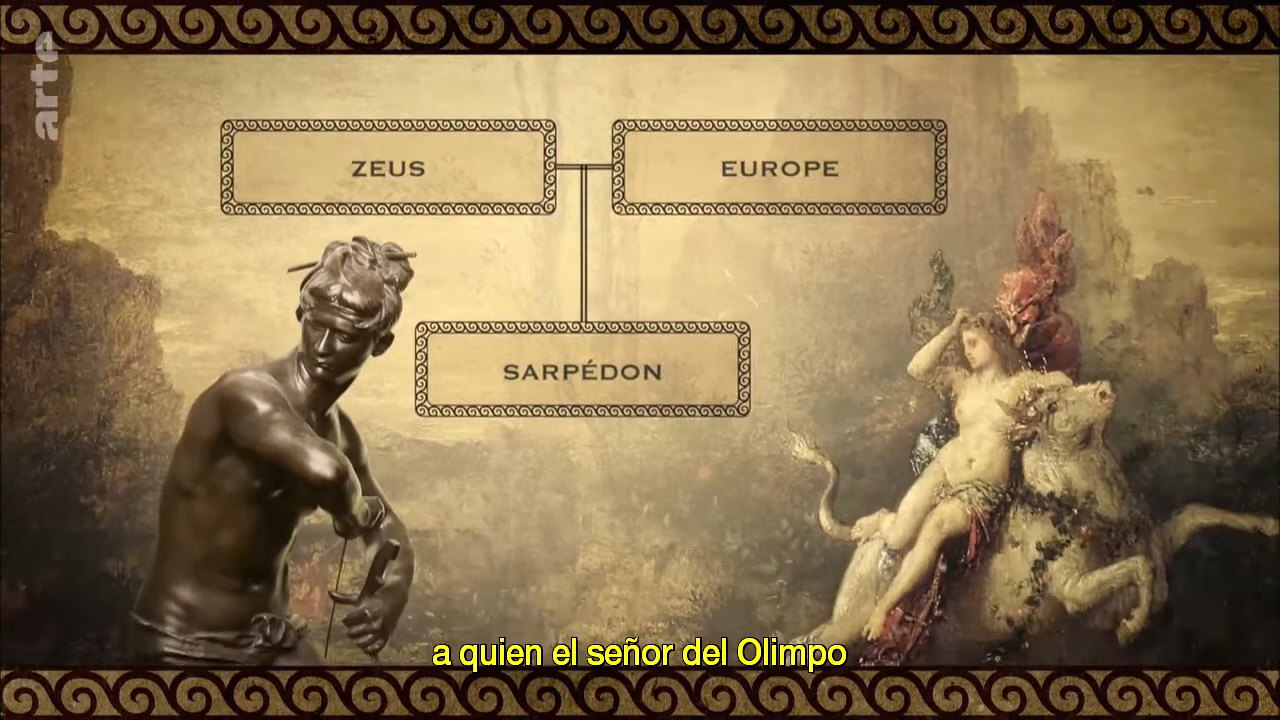 arte
ZEUS
EUROPE
SARPÉDON
a quien el señor del Olimpo